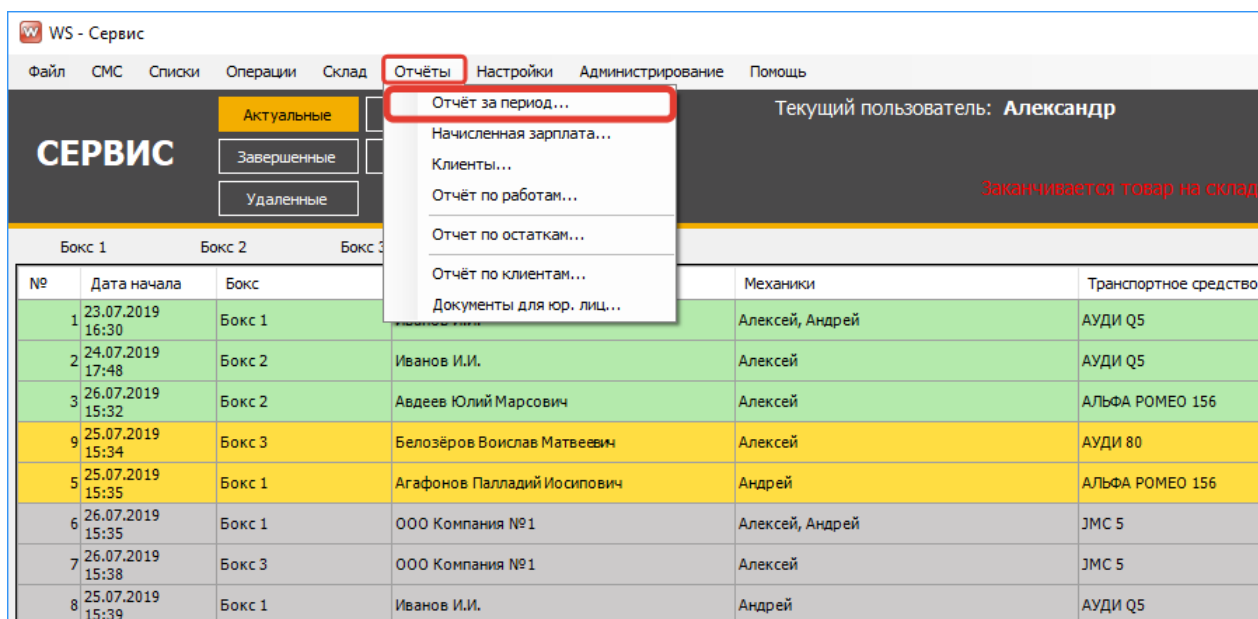 WS - Сервис
Файл СМС Списки Операции Склад Отчёты Настройки Администрирование Помощь
СЕРВИС
Актуальные
Завершенные
Удаленные
Отчёт за период...
Начисленная зарплата...
Клиенты...
Отчёт по работам...
Отчет по остаткам...
Отчёт по клиентам...
Документы для юр. лиц...
Текущий пользователь: Александр
Заканчивается товар на склад
Бокс 1 Бокс 2 Бокс 3
№ Дата начала Бокс Механики Транспортное средство
1 23.07.2019 16:30 Бокс 1 Иванов И.И. Алексей, Андрей АУДИ Q5
2 24.07.2019 17:48 Бокс 2 Иванов И.И. Алексей АУДИ Q5
3 26.07.2019 15:32 Бокс 2 Авдеев Юлий Марсович Алексей АЛЬФА РОМЕО 156
9 25.07.2019 15:34 Бокс 3 Белозёров Воислав Матвеевич Алексей АУДИ 80
5 25.07.2019 15:35 Бокс 1 Агафонов Палладий Иосипович Андрей АЛЬФА РОМЕО 156
6 26.07.2019 15:35 Бокс 1 ООО Компания №1 Алексей, Андрей JMC 5
7 26.07.2019 15:38 Бокс 3 ООО Компания №1 Алексей JMC 5
8 25.07.2019 15:39 Бокс 1 Иванов И.И. Андрей АУДИ Q5